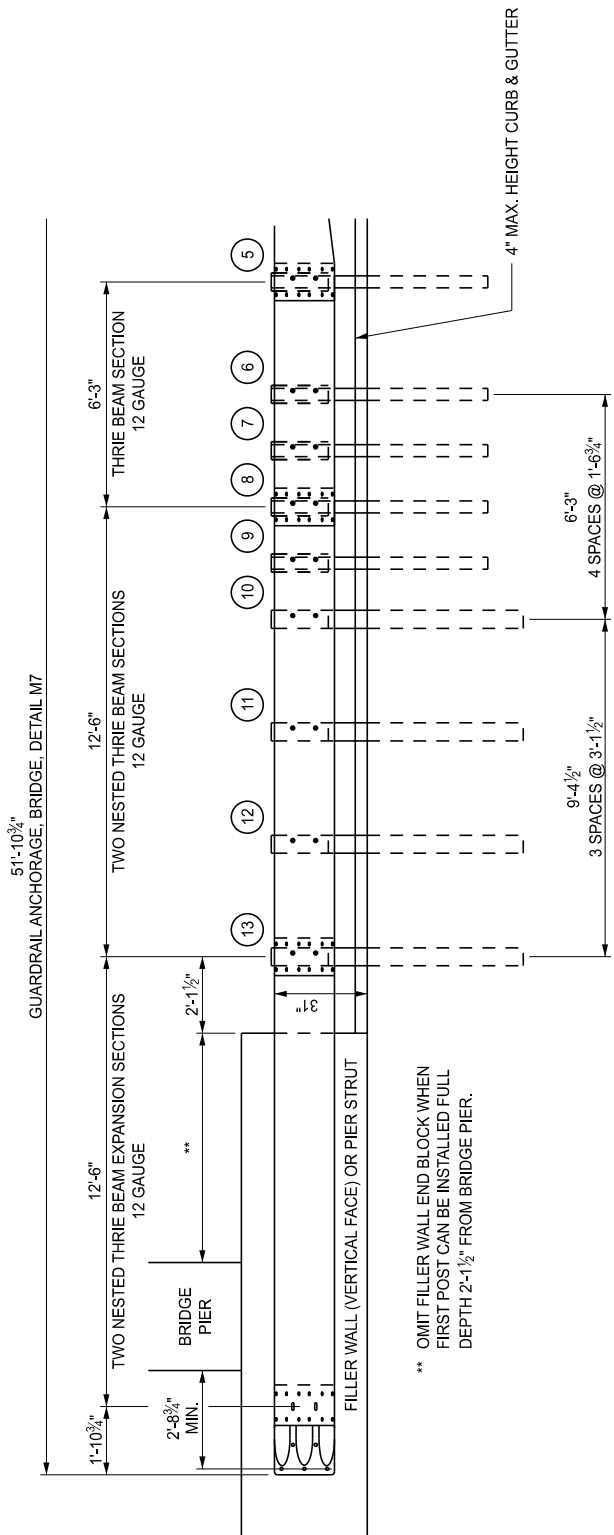 51'-10¾"
GUARDRAIL ANCHORAGE, BRIDGE, DETAIL M7
1'-10¾"
12'-6"
TWO NESTED THRIE BEAM EXPANSION SECTIONS
12 GAUGE
12'-6"
TWO NESTED THRIE BEAM SECTIONS
12 GAUGE
6'-3"
THRIE BEAM SECTION
12 GAUGE
2'-8¾"
MIN.
BRIDGE
PIER
**
2'-1½"
13
12
11
10
9
8
7
6
5
31"
FILLER WALL (VERTICAL FACE) OR PIER STRUT
** OMIT FILLER WALL END BLOCK WHEN
FIRST POST CAN BE INSTALLED FULL
DEPTH 2'-1½" FROM BRIDGE PIER.
9'-4½"
3 SPACES @ 3'-1½"
6'-3"
4 SPACES @ 1'-6¾"
4" MAX. HEIGHT CURB & GUTTER